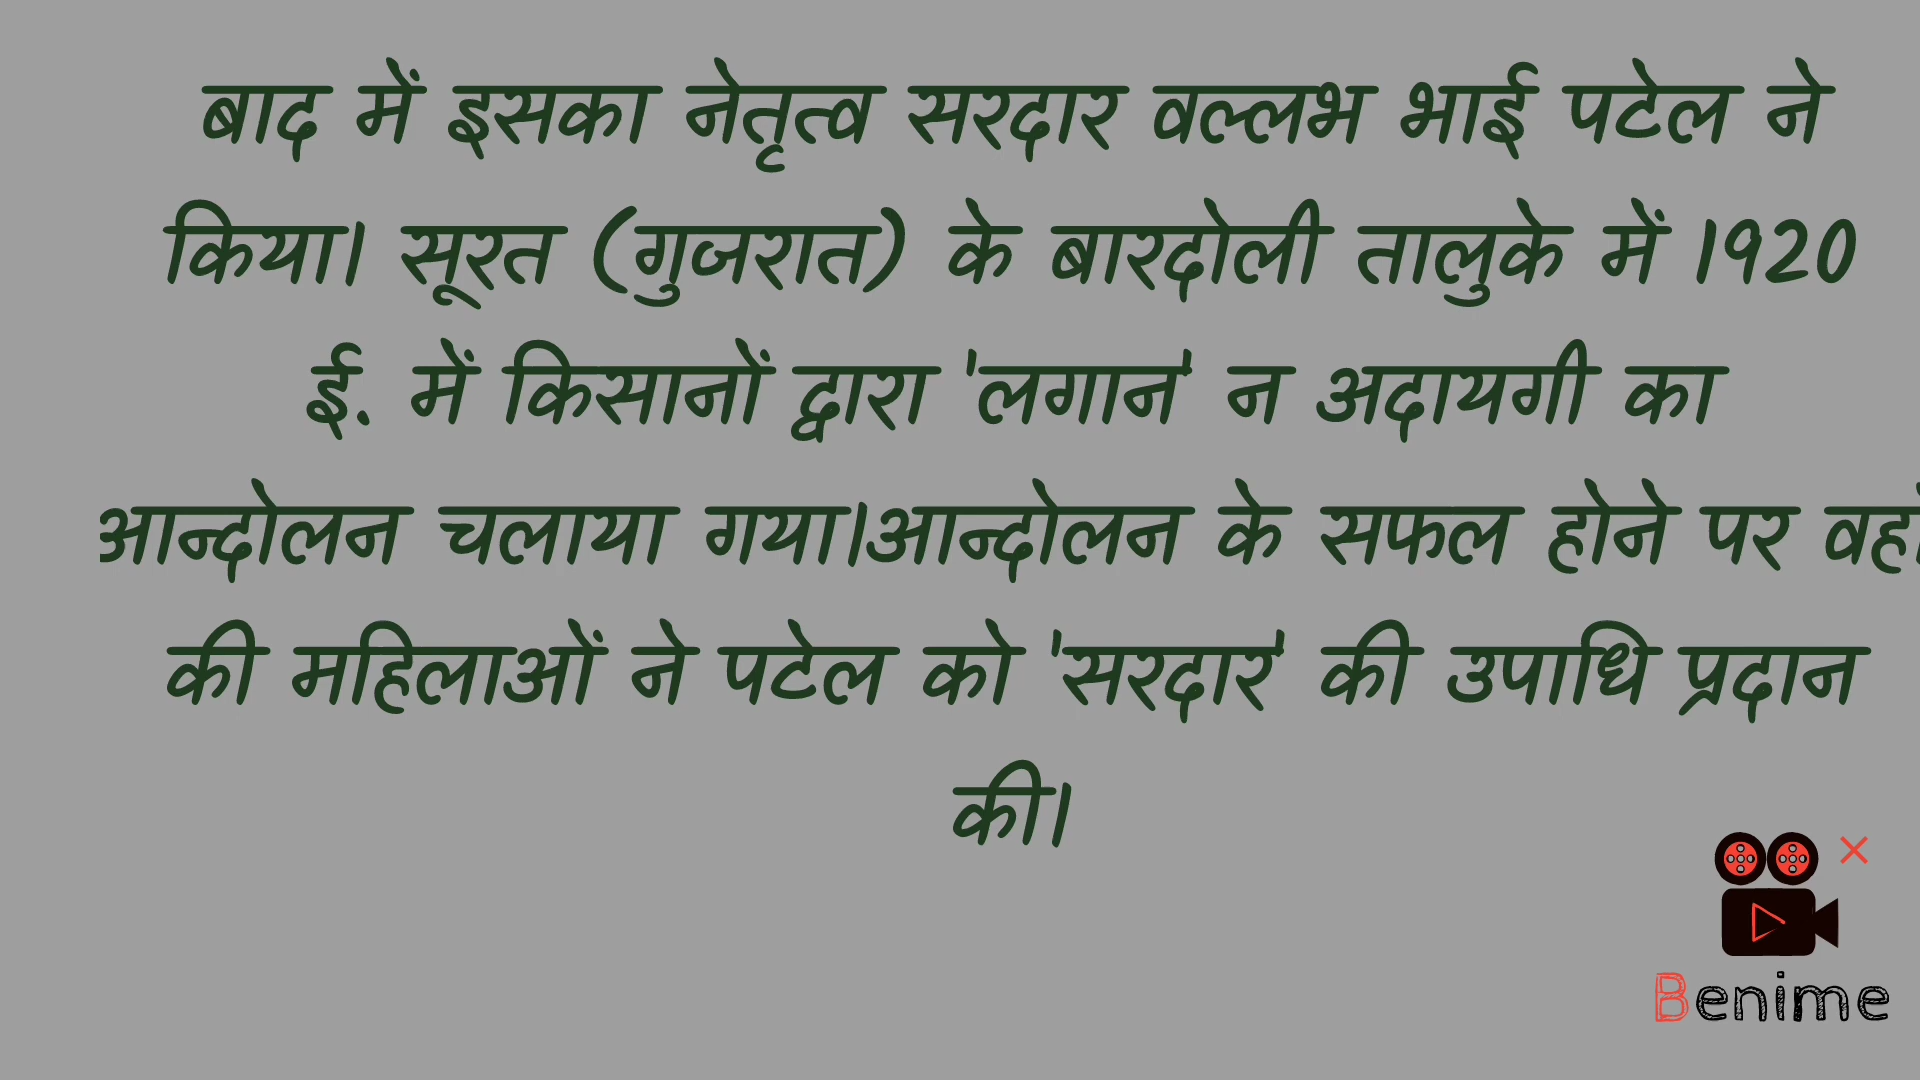 बाद में इसका नेतृत्व सरदार वल्लभ भाई पटेल ने
किया। सूरत (गुजरात) के बारदोली तालुके में 1920
ई. में किसानों द्वारा 'लगान' न अदायगी का
आन्दोलन चलाया गया।आन्दोलन के सफल होने पर
की महिलाओं ने पटेल को 'सरदार' की उपाधि प्रदान
की।
Benime